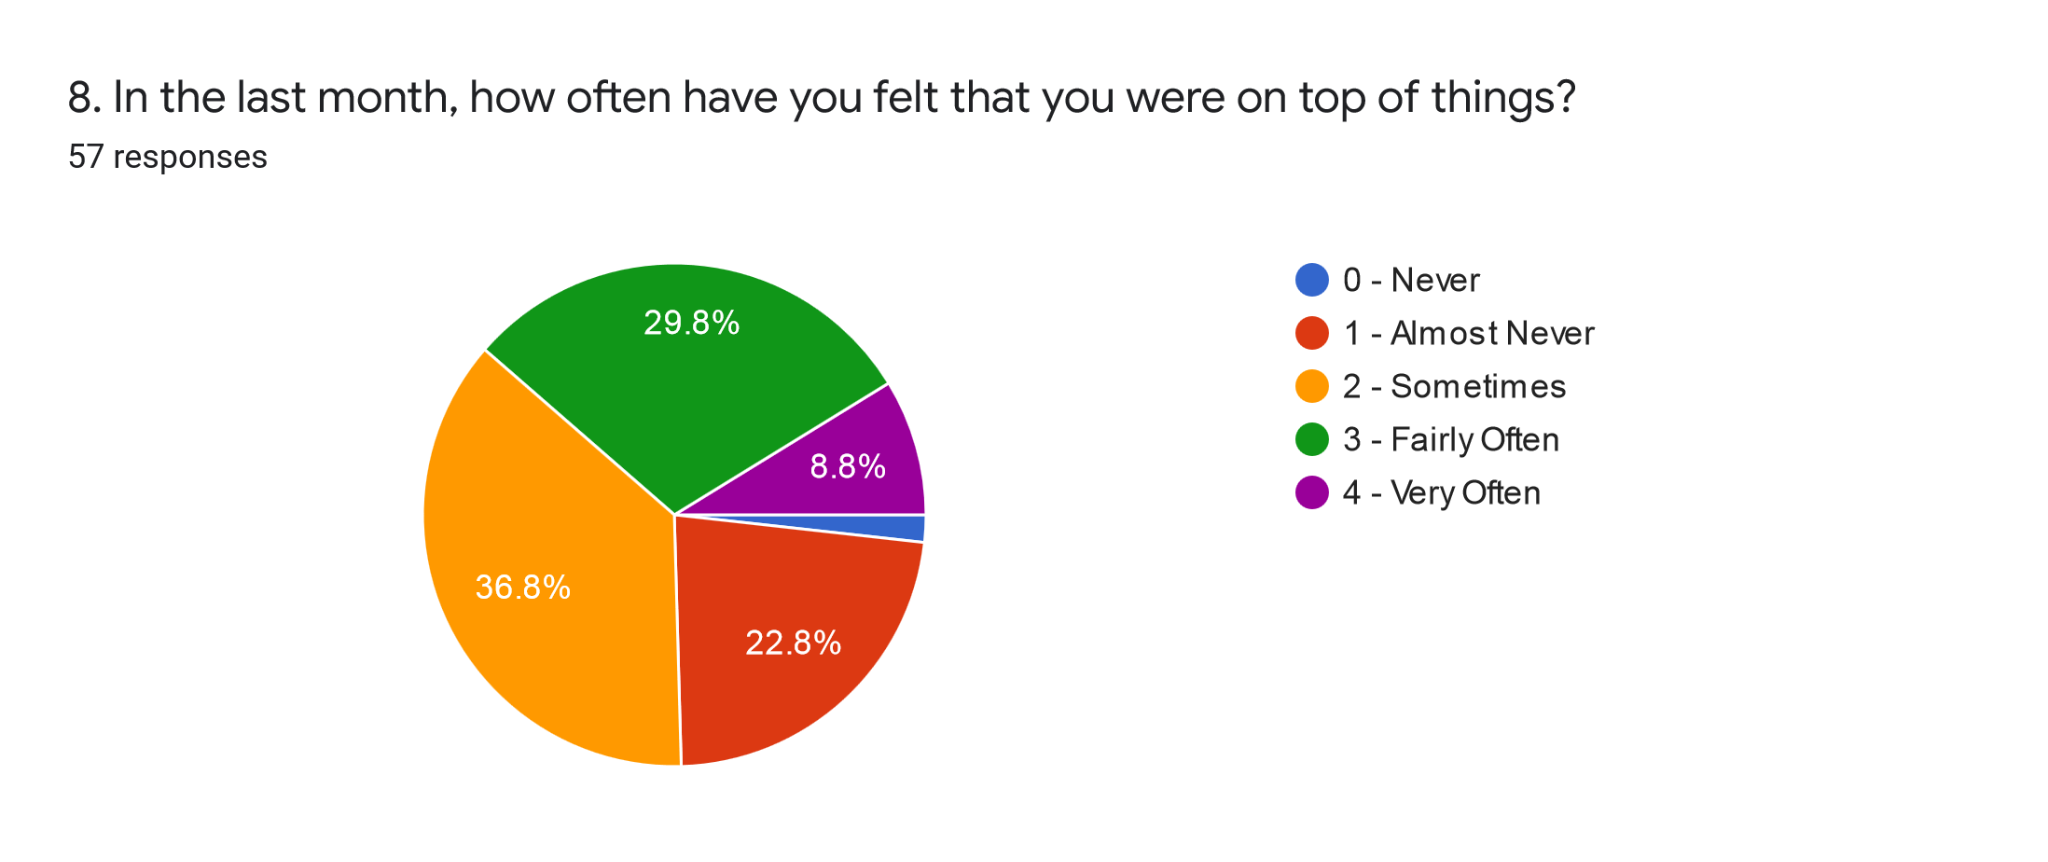 8. In the last month, how often have you felt that you were on top of things?
57 responses
29.8%
8.8%
36.8%
22.8%
0 - Never
1 - Almost Never
2 - Sometimes
3 - Fairly Often
4 - Very Often